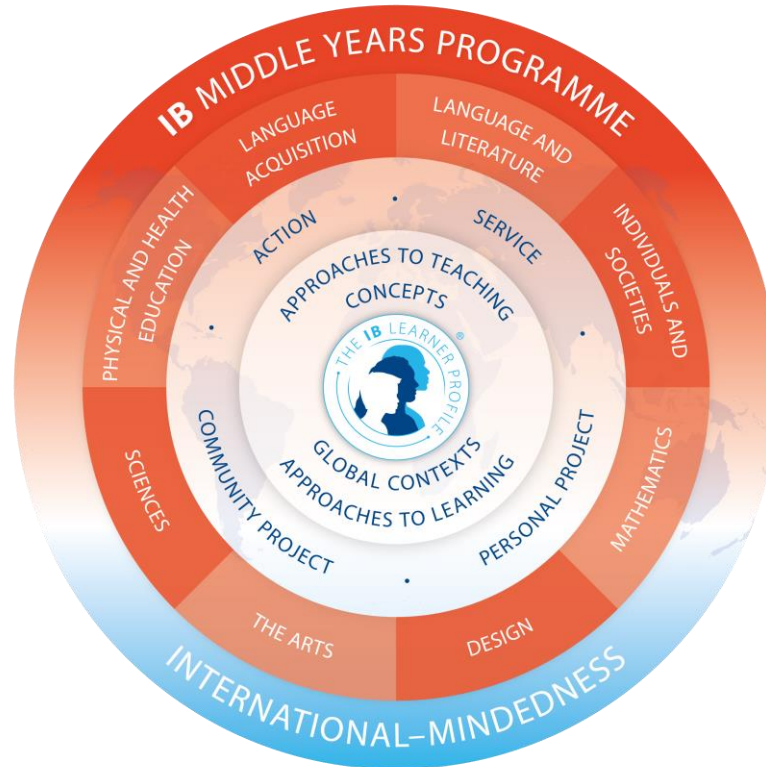 IB MIDDLE YEARS PROGRAMME
LANGUAGE
ACQUISITION
LANGUAGE AND
LITERATURE
PHYSICAL AND HEALTH
EDUCATION
INDIVIDUALS AND
SOCIETIES
SCIENCES
MATHEMATICS
THE ARTS
DESIGN
ACTION
SERVICE
COMMUNITY PROJECT
PERSONAL PROJECT
APPROACHES TO TEACHING
CONCEPTS
THE IB LEARNER PROFILE ®
GLOBAL CONTEXTS
APPROACHES TO LEARNING
INTERNATIONAL–MINDEDNESS